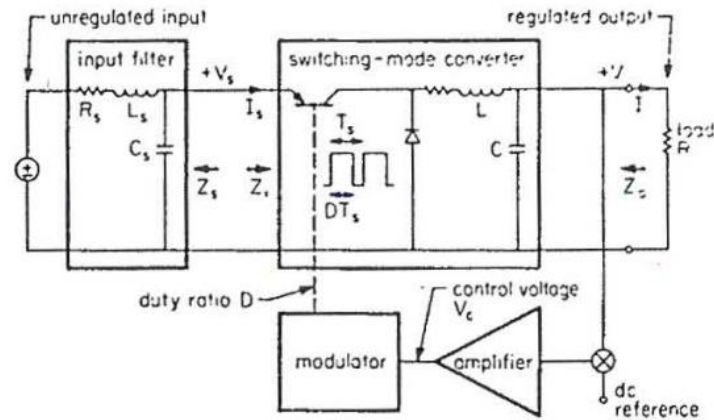 unregulated input
regulated output
input filter
switching-mode converter
+Vs
+V
Rs
Ls
Is
Ts
L
I
load
R
Cs
C
Zs
Zi
DTs
Zo
duty ratio D
control voltage
Vc
modulator
amplifier
dc
reference